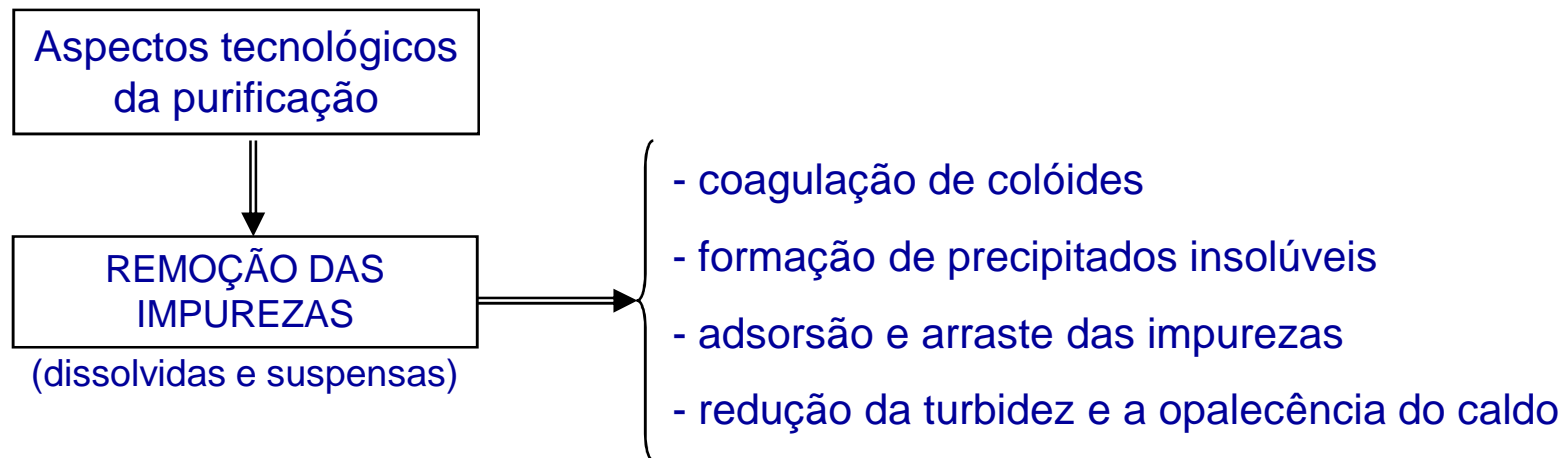 Aspectos tecnológicos
da purificação
REMOÇÃO DAS
IMPUREZAS
(dissolvidas e suspensas)
- coagulação de colóides
- formação de precipitados insolúveis
- adsorsão e arraste das impurezas
- redução da turbidez e a opalecência do caldo